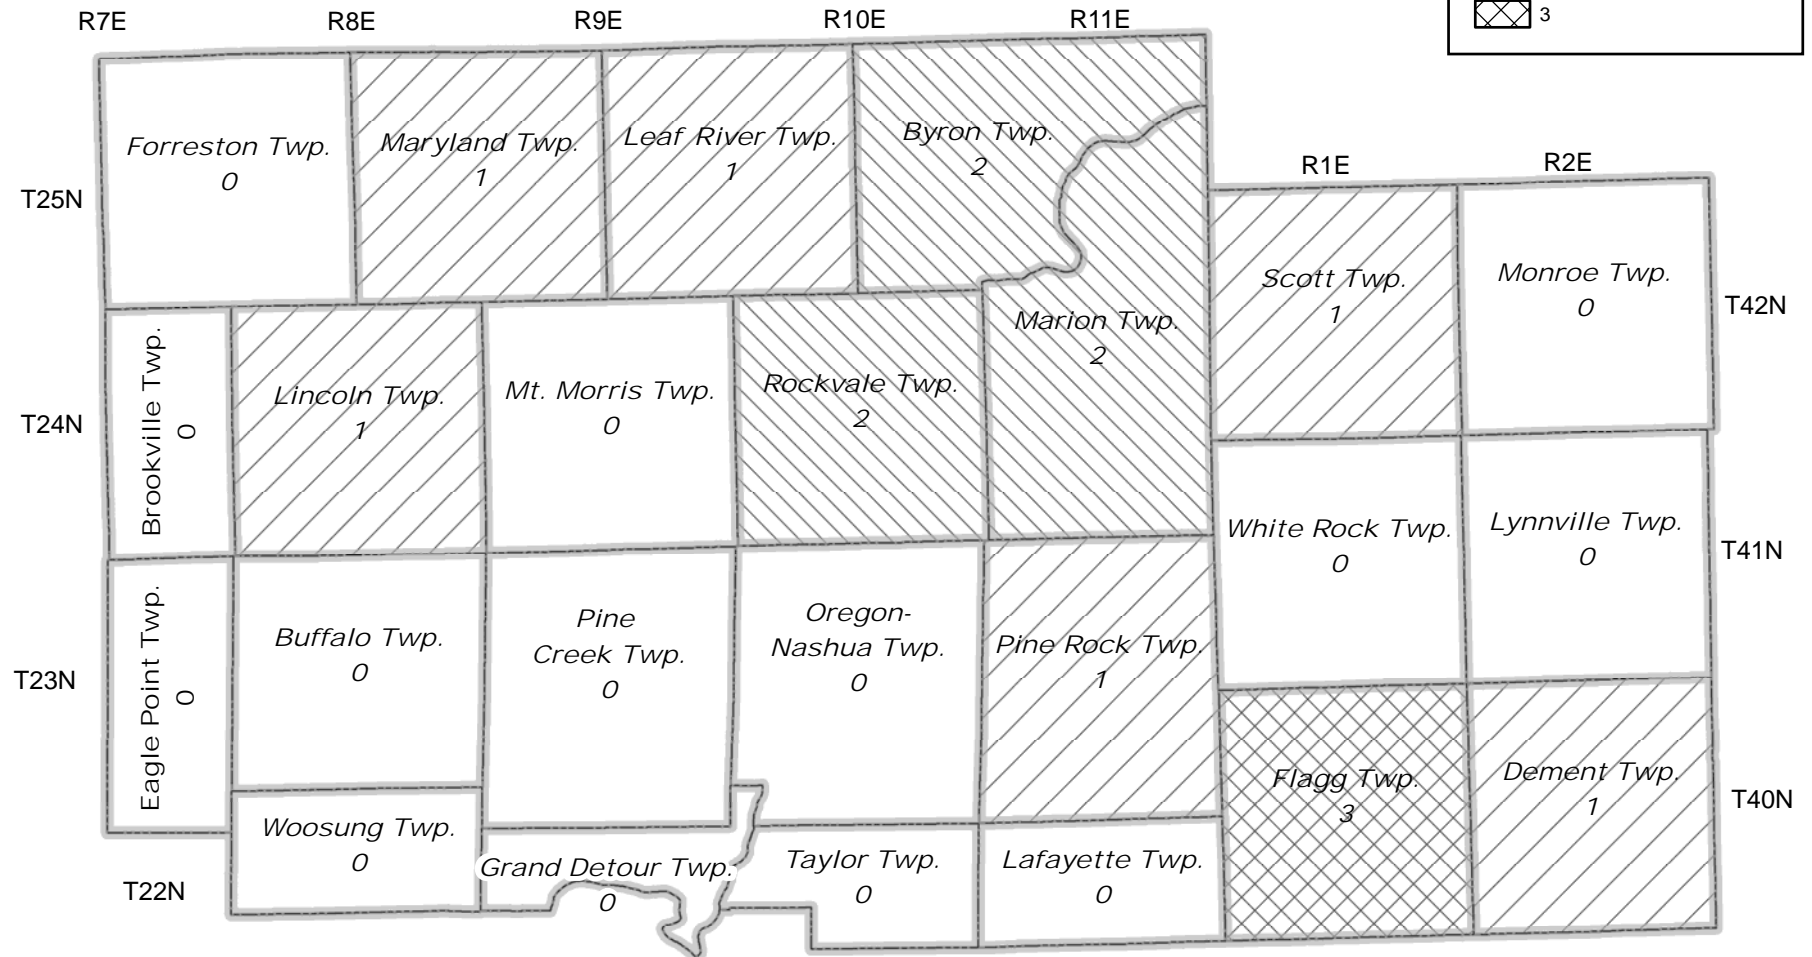 R7E
R8E
R9E
R10E
R11E
3
Forreston Twp.
0
Maryland Twp.
1
Leaf River Twp.
1
Byron Twp.
2
R1E
R2E
T25N
Scott Twp.
1
Monroe Twp.
0
T42N
Brookville Twp.
0
Lincoln Twp.
1
Mt. Morris Twp.
0
Rockvale Twp.
2
Marion Twp.
2
T24N
White Rock Twp.
0
Lynnville Twp.
0
T41N
Eagle Point Twp.
0
Buffalo Twp.
0
Pine
Creek Twp.
0
Oregon-
Nashua Twp.
0
Pine Rock Twp.
1
T23N
Flagg Twp.
3
Dement Twp.
1
T40N
Woosung Twp.
0
Grand Detour Twp.
0
Taylor Twp.
0
Lafayette Twp.
0
T22N